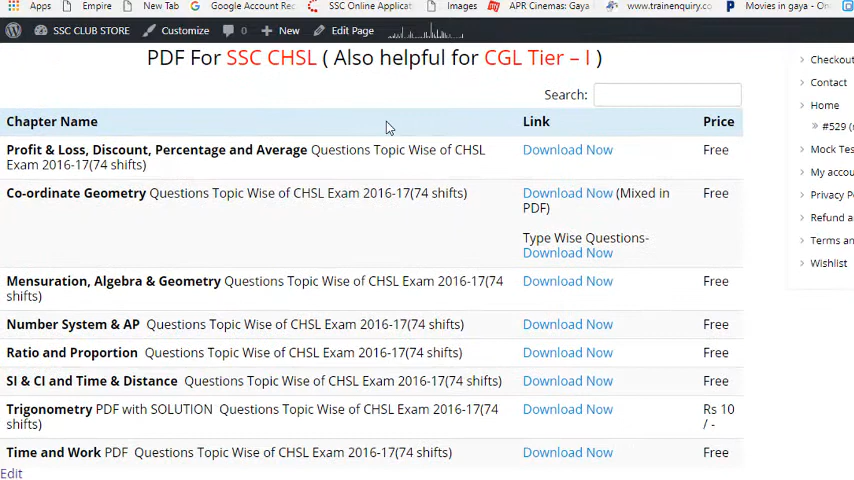 Apps Empire New Tab Google Account Rec SSC Online Applicat Images APR Cinemas: Gaya www.trainenquiry.co Movies in gaya - Onl
SSC CLUB STORE Customize 0 New Edit Page
PDF For SSC CHSL ( Also helpful for CGL Tier – I )
Search:
Chapter Name Link Price
Profit & Loss, Discount, Percentage and Average Questions Topic Wise of CHSL Download Now Free
Exam 2016-17(74 shifts)
Co-ordinate Geometry Questions Topic Wise of CHSL Exam 2016-17(74 shifts) Download Now (Mixed in Free
PDF)
Type Wise Questions-
Download Now
Mensuration, Algebra & Geometry Questions Topic Wise of CHSL Exam 2016-17(74 Download Now Free
shifts)
Number System & AP Questions Topic Wise of CHSL Exam 2016-17(74 shifts) Download Now Free
Ratio and Proportion Questions Topic Wise of CHSL Exam 2016-17(74 shifts) Download Now Free
SI & CI and Time & Distance Questions Topic Wise of CHSL Exam 2016-17(74 shifts) Download Now Free
Trigonometry PDF with SOLUTION Questions Topic Wise of CHSL Exam 2016-17(74 Download Now Rs 10
shifts) / -
Time and Work PDF Questions Topic Wise of CHSL Exam 2016-17(74 shifts) Download Now Free
Edit
Checkout
Contact
Home
#529 (
Mock Tes
My accou
Privacy P
Refund a
Terms an
Wishlist